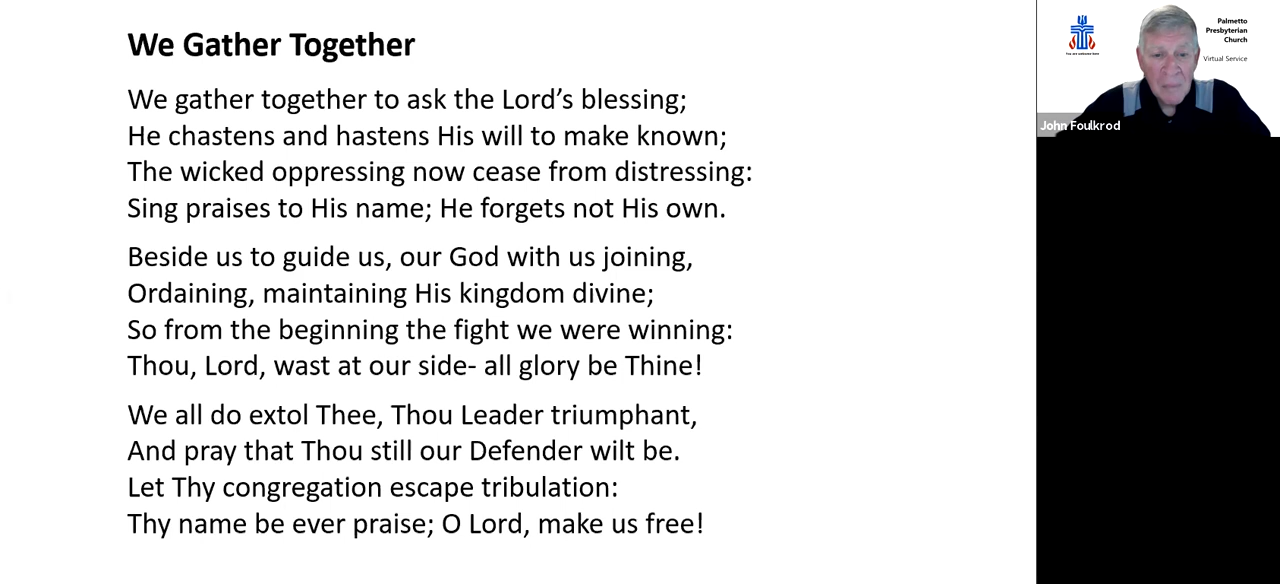 We Gather Together
We gather together to ask the Lord’s blessing;
He chastens and hastens His will to make known;
The wicked oppressing now cease from distressing:
Sing praises to His name; He forgets not His own.
Beside us to guide us, our God with us joining,
Ordaining, maintaining His kingdom divine;
So from the beginning the fight we were winning:
Thou, Lord, wast at our side- all glory be Thine!
We all do extol Thee, Thou Leader triumphant,
And pray that Thou still our Defender wilt be.
Let Thy congregation escape tribulation:
Thy name be ever praise; O Lord, make us free!
Palmetto
Presbyterian
Church
Virtual Service
John Foulkrod